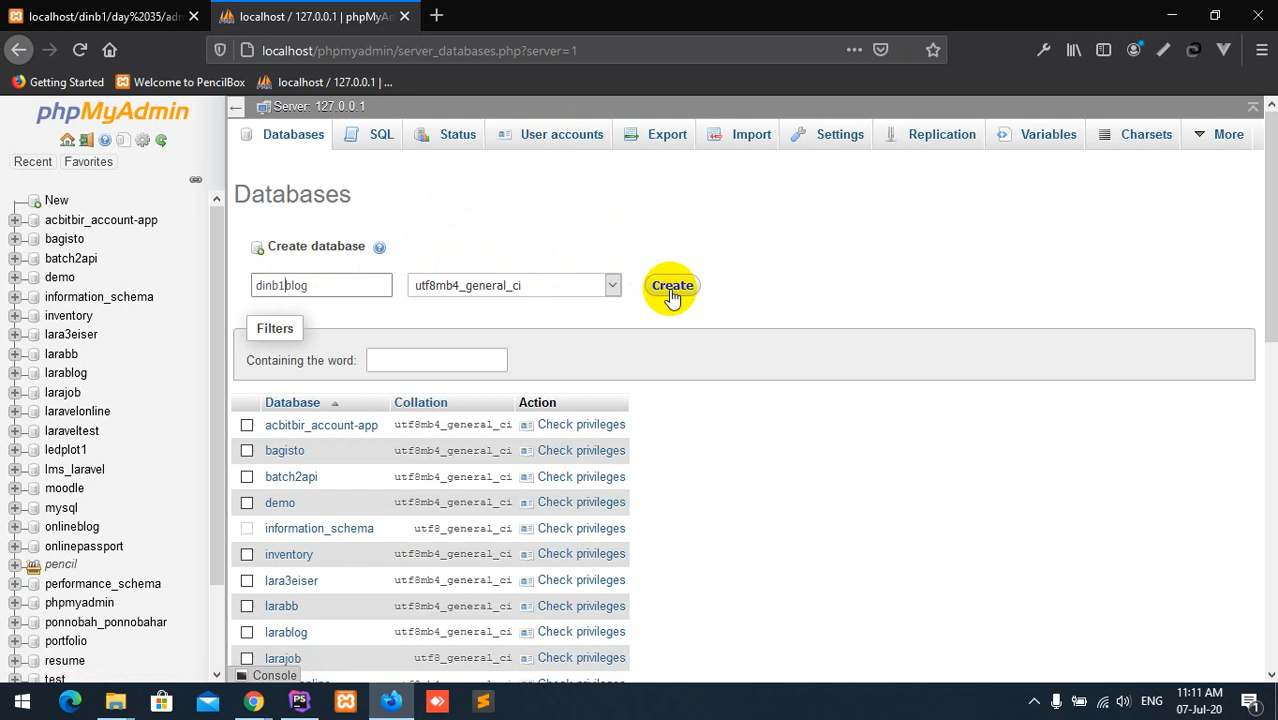 localhost/dinb1/day%2035/adn
localhost / 127.0.0.1 | phpMyAd
localhost/phpmyadmin/server_databases.php?server=1
Getting Started
Welcome to PencilBox
localhost / 127.0.0.1 | ...
phpMyAdmin
Recent
Favorites
New
acbitbir_account-app
bagisto
batch2api
demo
information_schema
inventory
lara3eiser
larabb
larablog
larajob
laravelonline
laraveltest
ledplot1
lms_laravel
moodle
mysql
onlineblog
onlinepassport
pencil
performance_schema
phpmyadmin
ponnobah_ponnobahar
portfolio
resume
test
Server: 127.0.0.1
Databases SQL Status User accounts Export Import Settings Replication Variables Charsets More
Databases
Create database
dinb1blog utf8mb4_general_ci Create
Filters
Containing the word:
Database Collation Action
acbitbir_account-app utf8mb4_general_ci Check privileges
bagisto utf8mb4_general_ci Check privileges
batch2api utf8mb4_general_ci Check privileges
demo utf8mb4_general_ci Check privileges
information_schema utf8_general_ci Check privileges
inventory utf8mb4_general_ci Check privileges
lara3eiser utf8mb4_general_ci Check privileges
larabb utf8mb4_general_ci Check privileges
larablog utf8mb4_general_ci Check privileges
larajob utf8_general_ci Check privileges
Console
ENG
11:11 AM
07-Jul-20